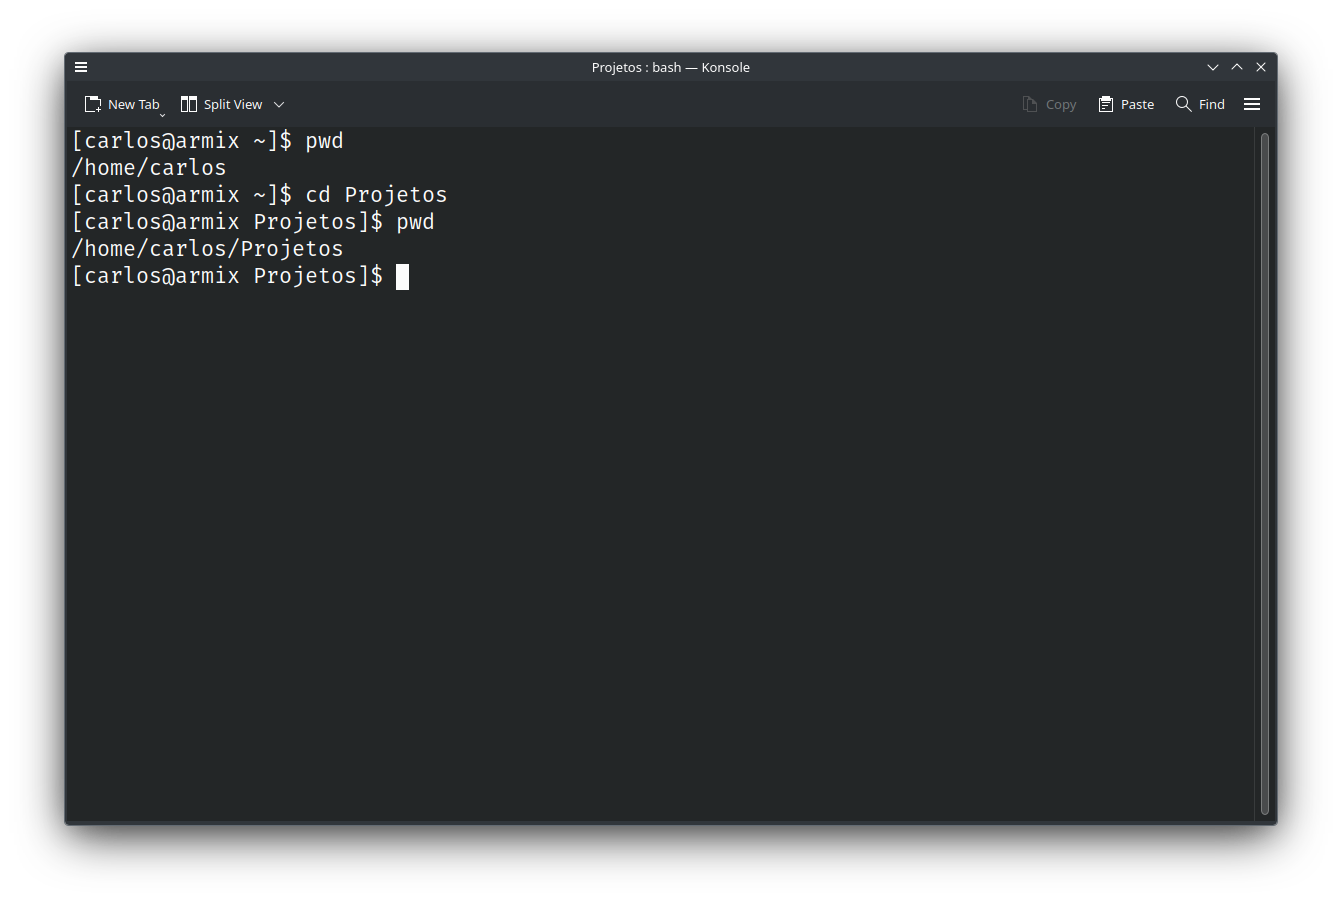 Projetos : bash — Konsole
New Tab Split View Copy Paste Find
[carlos@armix ~]$ pwd
/home/carlos
[carlos@armix ~]$ cd Projetos
[carlos@armix Projetos]$ pwd
/home/carlos/Projetos
[carlos@armix Projetos]$